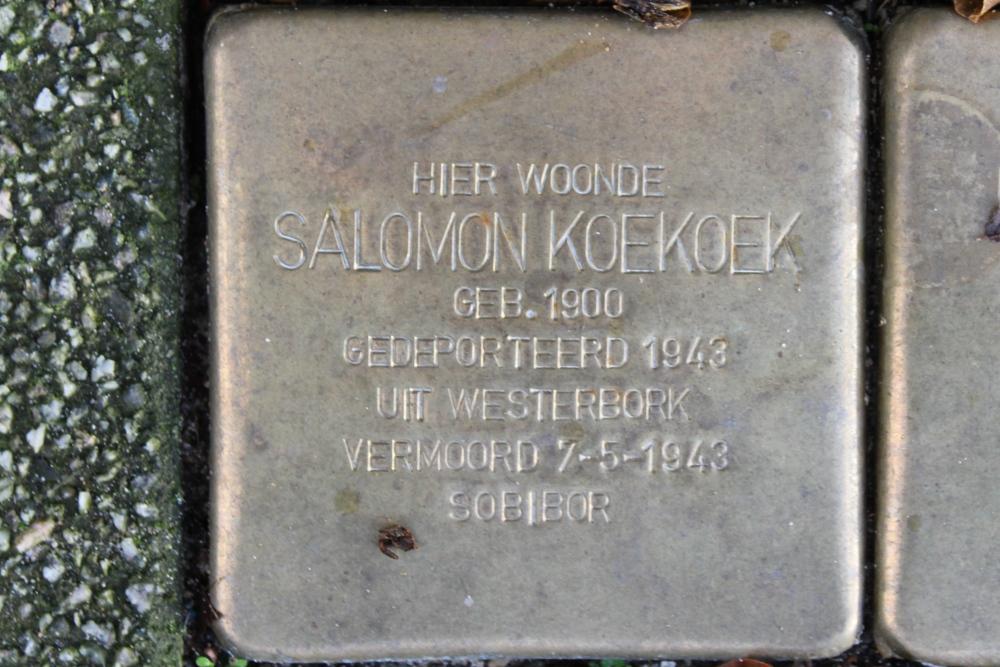 HIER WOONDE
SALOMON KOEKOEK
GEB. 1900
GEDEPORTEERD 1943
UIT WESTERBORK
VERMOORD 7-5-1943
SOBIBOR